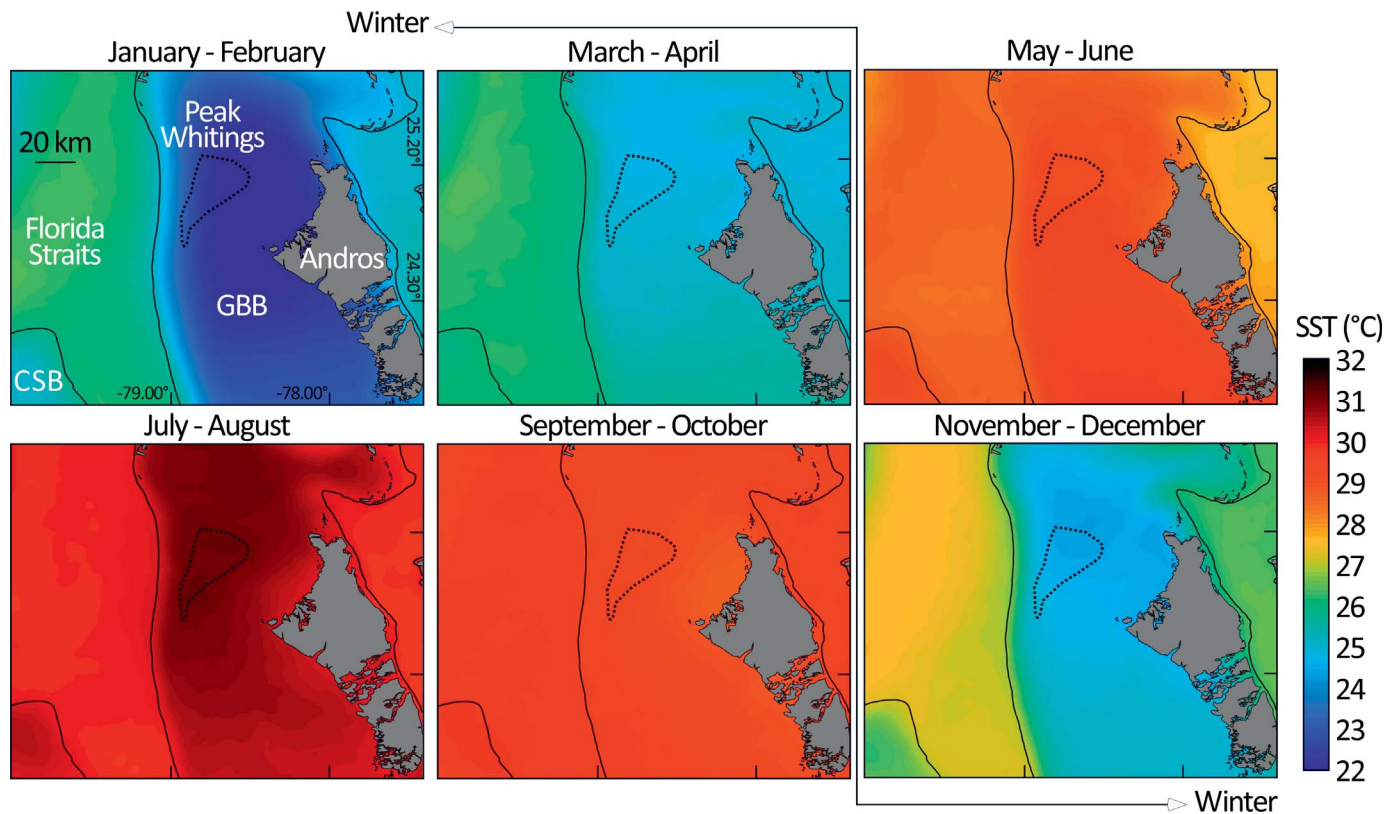 Winter
January - February
March - April
May - June
Peak
Whitings
20 km
25.20°
Florida
Straits
Andros
24.30°
GBB
CSB
-79.00°
-78.00°
SST (°C)
32
31
30
29
28
27
26
25
24
23
22
July - August
September - October
November - December
Winter